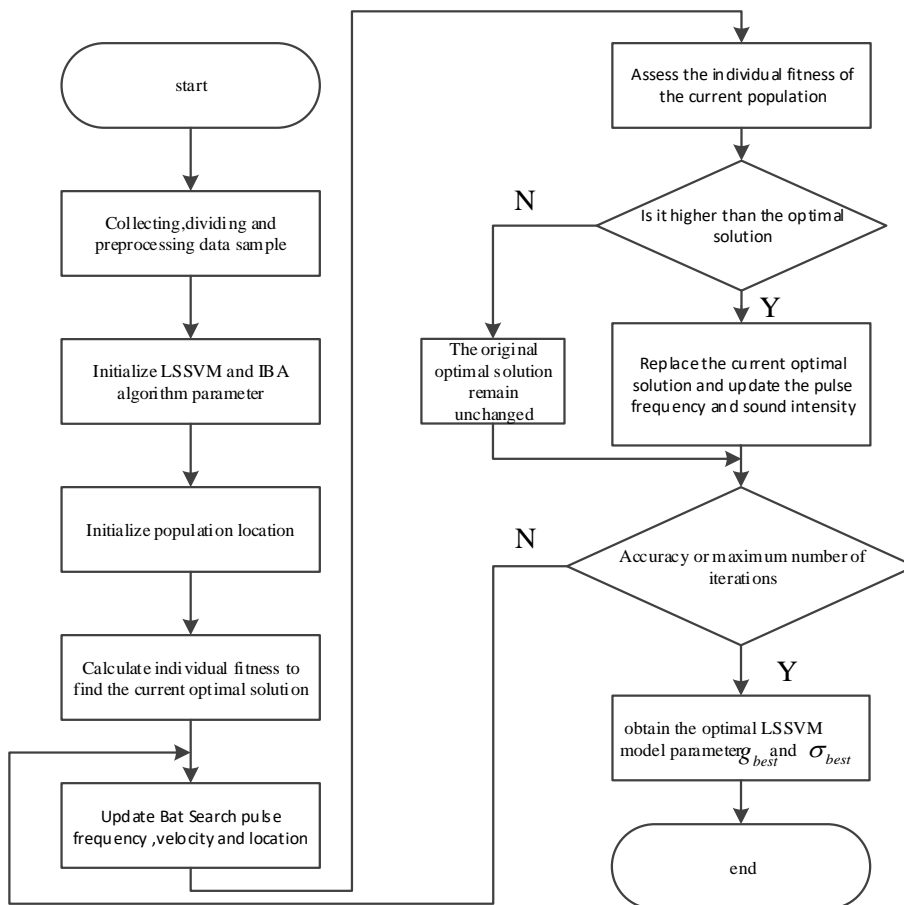 start
Collecting,dividing and
preprocessing data sample
Initialize LSSVM and IBA
algorithm parameter
Initialize population location
Calculate individual fitness to
find the current optimal solution
Update Bat Search pulse
frequency ,velocity and location
Assess the individual fitness of
the current population
Is it higher than the optimal
solution
N
Y
The original
optimal solution
remain
unchanged
Replace the current optimal
solution and update the pulse
frequency and sound intensity
Accuracy or maximum number of
iterations
N
Y
obtain the optimal LSSVM
model parameter g_best and σ_best
end